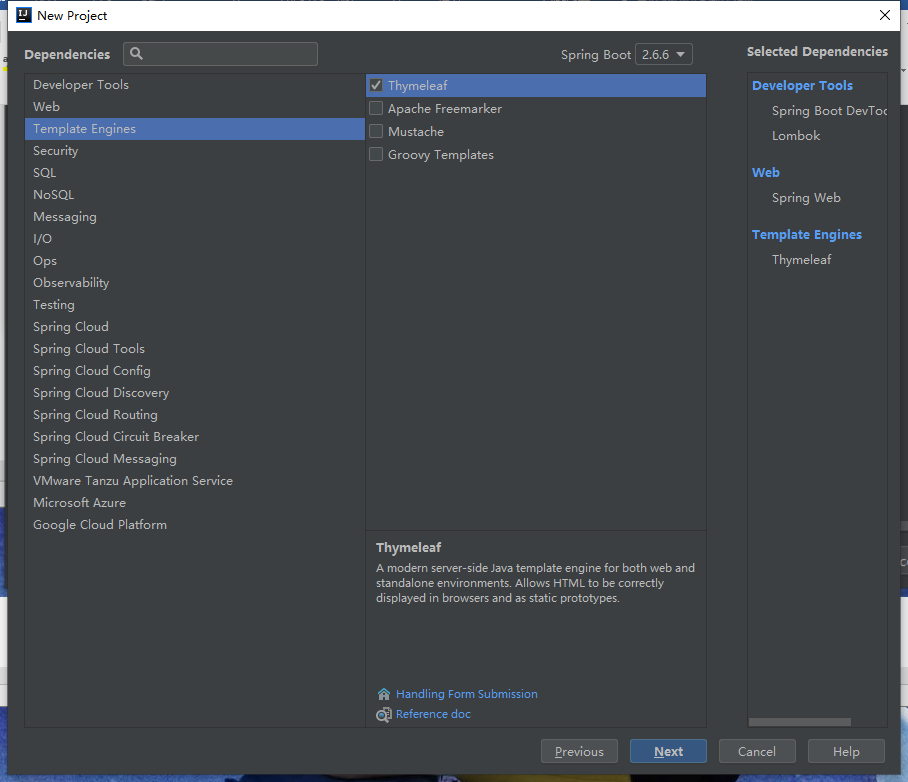 New Project
Dependencies
Spring Boot 2.6.6
Selected Dependencies
Developer Tools
Web
Template Engines
Security
SQL
NoSQL
Messaging
I/O
Ops
Observability
Testing
Spring Cloud
Spring Cloud Tools
Spring Cloud Config
Spring Cloud Discovery
Spring Cloud Routing
Spring Cloud Circuit Breaker
Spring Cloud Messaging
VMware Tanzu Application Service
Microsoft Azure
Google Cloud Platform
Thymeleaf
Apache Freemarker
Mustache
Groovy Templates
Thymeleaf
A modern server-side Java template engine for both web and
standalone environments. Allows HTML to be correctly
displayed in browsers and as static prototypes.
Handling Form Submission
Reference doc
Developer Tools
Spring Boot DevToo
Lombok
Web
Spring Web
Template Engines
Thymeleaf
Previous
Next
Cancel
Help